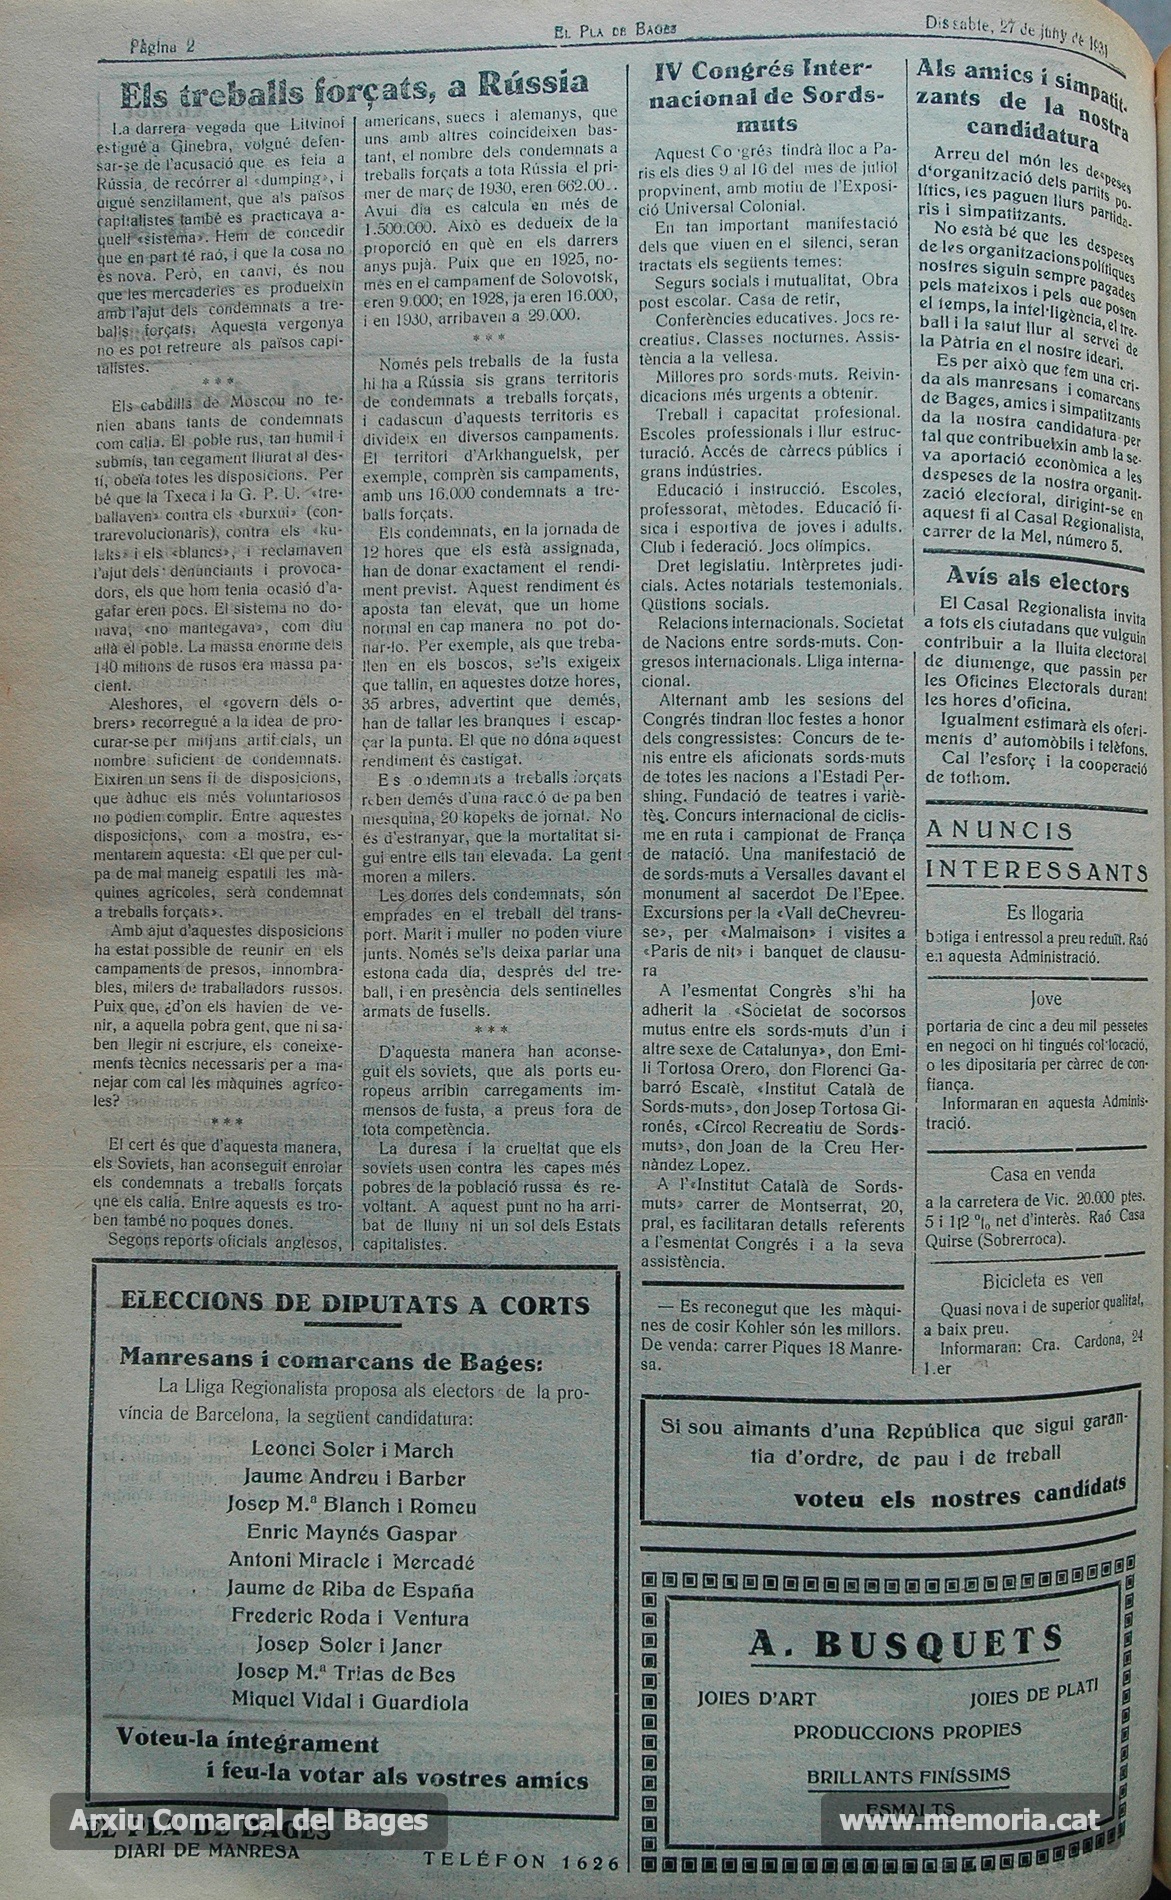 Pàgina 2
EL PLA DE BAGES
Dissabte, 27 de juny de 1931
Els treballs forçats, a Rússia
La darrera vegada que Litvinof
estigué a Ginebra, volgué defen-
sar-se de l'acusació que es feia a
Rússia, de recórrer al «dumping», i
digué senzillament, que als països
capitalistes també es practicava a-
quell «sistema». Hem de concedir
que en part té raó, i que la cosa no
és nova. Però, en canvi, és nou
que les mercaderies es produeixin
amb l'ajut dels condemnats a tre-
balls forçats. Aquesta vergonya
no es pot retreure als països capi-
talistes.
* * *
Els cabdills de Moscou no te-
nien abans tants de condemnats
com calia. El poble rus, tan humil i
submís, tan cegament lliurat al des-
tí, obeïa totes les disposicions. Per
bé que la Txeca i la G. P. U. «tre-
ballaven» contra els «burxui» (con-
trarevolucionaris), contra els «ku-
laks» i els «blancs», i reclamaven
l'ajut dels denunciants i provoca-
dors, els que hom tenia ocasió d'a-
gafar eren pocs. El sistema no do-
nava, «no mantegava», com diu
allà el poble. La massa enorme dels
140 milions de rusos era massa pa-
cient.
Aleshores, el «govern dels o-
brers» recorregué a la idea de pro-
curar-se per mitjans artificials, un
nombre suficient de condemnats.
Eixiren un sens fi de disposicions,
que àdhuc els més voluntariosos
no podien complir. Entre aquestes
disposicions, com a mostra, es-
mentarem aquesta: «El que per cul-
pa de mal maneig espatlli les mà-
quines agrícoles, serà condemnat
a treballs forçats».
Amb ajut d'aquestes disposicions
ha estat possible de reunir en els
campaments de presos, innombra-
bles, milers de traballadors russos.
Puix que, ¿d'on els havien de ve-
nir, a aquella pobra gent, que ni sa-
ben llegir ni escriure, els coneixe-
ments tècnics necessaris per a ma-
nejar com cal les màquines agríco-
les?
* * *
El cert és que d'aquesta manera,
els Soviets, han aconseguit enrolar
els condemnats a treballs forçats
que els calia. Entre aquests es tro-
ben també no poques dones.
Segons reports oficials anglesos,
americans, suecs i alemanys, que
uns amb altres coincideixen bas-
tant, el nombre dels condemnats a
treballs forçats a tota Rússia el pri-
mer de març de 1930, eren 662.00
Avui dia es calcula en més de
1.500.000. Això es dedueix de la
proporció en què en els darrers
anys pujà. Puix que en 1925, no-
més en el campament de Solovotsk,
eren 9.000; en 1928, ja eren 16.000,
i en 1930, arribaven a 29.000.
* * *
Només pels treballs de la fusta
hi ha a Rússia sis grans territoris
de condemnats a treballs forçats,
i cadascun d'aquests territoris es
divideix en diversos campaments.
El territori d'Arkhanguelsk, per
exemple, comprèn sis campaments,
amb uns 16.000 condemnats a tre-
balls forçats.
Els condemnats, en la jornada de
12 hores que els està assignada,
han de donar exactament el rendi-
ment previst. Aquest rendiment és
aposta tan elevat, que un home
normal en cap manera no pot do-
nar-lo. Per exemple, als que treba-
llen en els boscos, se'ls exigeix
que tallin, en aquestes dotze hores,
35 arbres, advertint que demés,
han de tallar les branques i escap-
çar la punta. El que no dóna aquest
rendiment és castigat.
Es ondemnats a treballs forçats
reben demés d'una racció de pa ben
mesquina, 20 kopeks de jornal. No
és d'estranyar, que la mortalitat si-
gui entre ells tan elevada. La gent
moren a milers.
Les dones dels condemnats, són
emprades en el treball del trans-
port. Marit i muller no poden viure
junts. Només se'ls deixa parlar una
estona cada dia, després del tre-
ball, i en presència dels sentinelles
armats de fusells.
* * *
D'aquesta manera han aconse-
guit els soviets, que als ports eu-
ropeus arribin carregaments im-
mensos de fusta, a preus fora de
tota competència.
La duresa i la crueltat que els
soviets usen contra les capes més
pobres de la població russa és re-
voltant. A aquest punt no ha arri-
bat de lluny ni un sol dels Estats
capitalistes.
ELECCIONS DE DIPUTATS A CORTS
Manresans i comarcans de Bages:
La Lliga Regionalista proposa als electors de la pro-
víncia de Barcelona, la següent candidatura:
Leonci Soler i March
Jaume Andreu i Barber
Josep M.ª Blanch i Romeu
Enric Maynés Gaspar
Antoni Miracle i Mercadé
Jaume de Riba de España
Frederic Roda i Ventura
Josep Soler i Janer
Josep M.ª Trias de Bes
Miquel Vidal i Guardiola
Voteu-la íntegrament
i feu-la votar als vostres amics
EL PLA DE BAGES
DIARI DE MANRESA
TELÉFON 1626
IV Congrés Inter-
nacional de Sords-
muts
Aquest Co grés tindrà lloc a Pa-
ris els dies 9 al 16 del mes de juliol
propvinent, amb motiu de l'Exposi-
ció Universal Colonial.
En tan important manifestació
dels que viuen en el silenci, seran
tractats els següents temes:
Segurs socials i mutualitat, Obra
post escolar. Casa de retir,
Conferències educatives. Jocs re-
creatius. Classes nocturnes. Assis-
tència a la vellesa.
Millores pro sords-muts. Reivin-
dicacions més urgents a obtenir.
Treball i capacitat profesional.
Escoles professionals i llur estruc-
turació. Accés de càrrecs públics i
grans indústries.
Educació i instrucció. Escoles,
professorat, mètodes. Educació fí-
sica i esportiva de joves i adults.
Club i federació. Jocs olímpics.
Dret legislatiu. Intèrpretes judi-
cials. Actes notarials testemonials.
Qüstions socials.
Relacions internacionals. Societat
de Nacions entre sords-muts. Con-
gresos internacionals. Lliga interna-
cional.
Alternant amb les sesions del
Congrés tindran lloc festes a honor
dels congressistes: Concurs de te-
nis entre els aficionats sords-muts
de totes les nacions a l'Estadi Per-
shing. Fundació de teatres i variè-
tès. Concurs internacional de ciclis-
me en ruta i campionat de França
de natació. Una manifestació de
de sords-muts a Versalles davant el
monument al sacerdot De l'Epee.
Excursions per la «Vall deChevreu-
se», per «Malmaison» i visites a
«Paris de nit» i banquet de clausu-
ra
A l'esmentat Congrès s'hi ha
adherit la «Societat de socorsos
mutus entre els sords-muts d'un i
altre sexe de Catalunya», don Emi-
li Tortosa Orero, don Florenci Ga-
barró Escalè, «Institut Català de
Sords-muts», don Josep Tortosa Gi-
ronés, «Círcol Recreatiu de Sords-
muts», don Joan de la Creu Her-
nàndez Lopez.
A l'«Institut Català de Sords-
muts» carrer de Montserrat, 20,
pral, es facilitaran detalls referents
a l'esmentat Congrés i a la seva
assistència.
— Es reconegut que les màqui-
nes de cosir Kohler són les millors.
De venda: carrer Piques 18 Manre-
sa.
Als amics i simpatit-
zants de la nostra
candidatura
Arreu del món les despeses
d'organització dels partits po-
lítics, les paguen llurs partida-
ris i simpatitzants.
No està bé que les despeses
de les organitzacions polítiques
nostres siguin sempre pagades
pels mateixos i pels que posen
el temps, la intel·ligència, el tre-
ball i la salut llur al servei de
la Pàtria en el nostre ideari.
Es per això que fem una cri-
da als manresans i comarcans
de Bages, amics i simpatitzants
da la nostra candidatura per
tal que contribueixin amb la se-
va aportació econòmica a les
despeses de la nostra organit-
zació electoral, dirigint-se en
aquest fi al Casal Regionalista,
carrer de la Mel, número 5.
Avís als electors
El Casal Regionalista invita
a tots els ciutadans que vulguin
contribuir a la lluita electoral
de diumenge, que passin per
les Oficines Electorals durant
les hores d'oficina.
Igualment estimarà els oferi-
ments d' automòbils i telèfons.
Cal l'esforç i la cooperació
de tothom.
ANUNCIS
INTERESSANTS
Es llogaria
botiga i entressol a preu reduït. Raó
en aquesta Administració.
Jove
portaria de cinc a deu mil pessetes
en negoci on hi tingués col·locació,
o les dipositaria per càrrec de con-
fiança.
Informaran en aquesta Adminis-
tració.
Casa en venda
a la carretera de Vic. 20.000 ptes.
5 i 1|2 º|₀ net d'interès. Raó Casa
Quirse (Sobrerroca).
Bicicleta es ven
Quasi nova i de superior qualitat,
a baix preu.
Informaran: Cra. Cardona, 24
1.er
Si sou aimants d'una República que sigui garan-
tia d'ordre, de pau i de treball
voteu els nostres candidats
A. BUSQUETS
JOIES D'ART
JOIES DE PLATI
PRODUCCIONS PROPIES
BRILLANTS FINÍSSIMS
ESMALTS
Arxiu Comarcal del Bages
www.memoria.cat